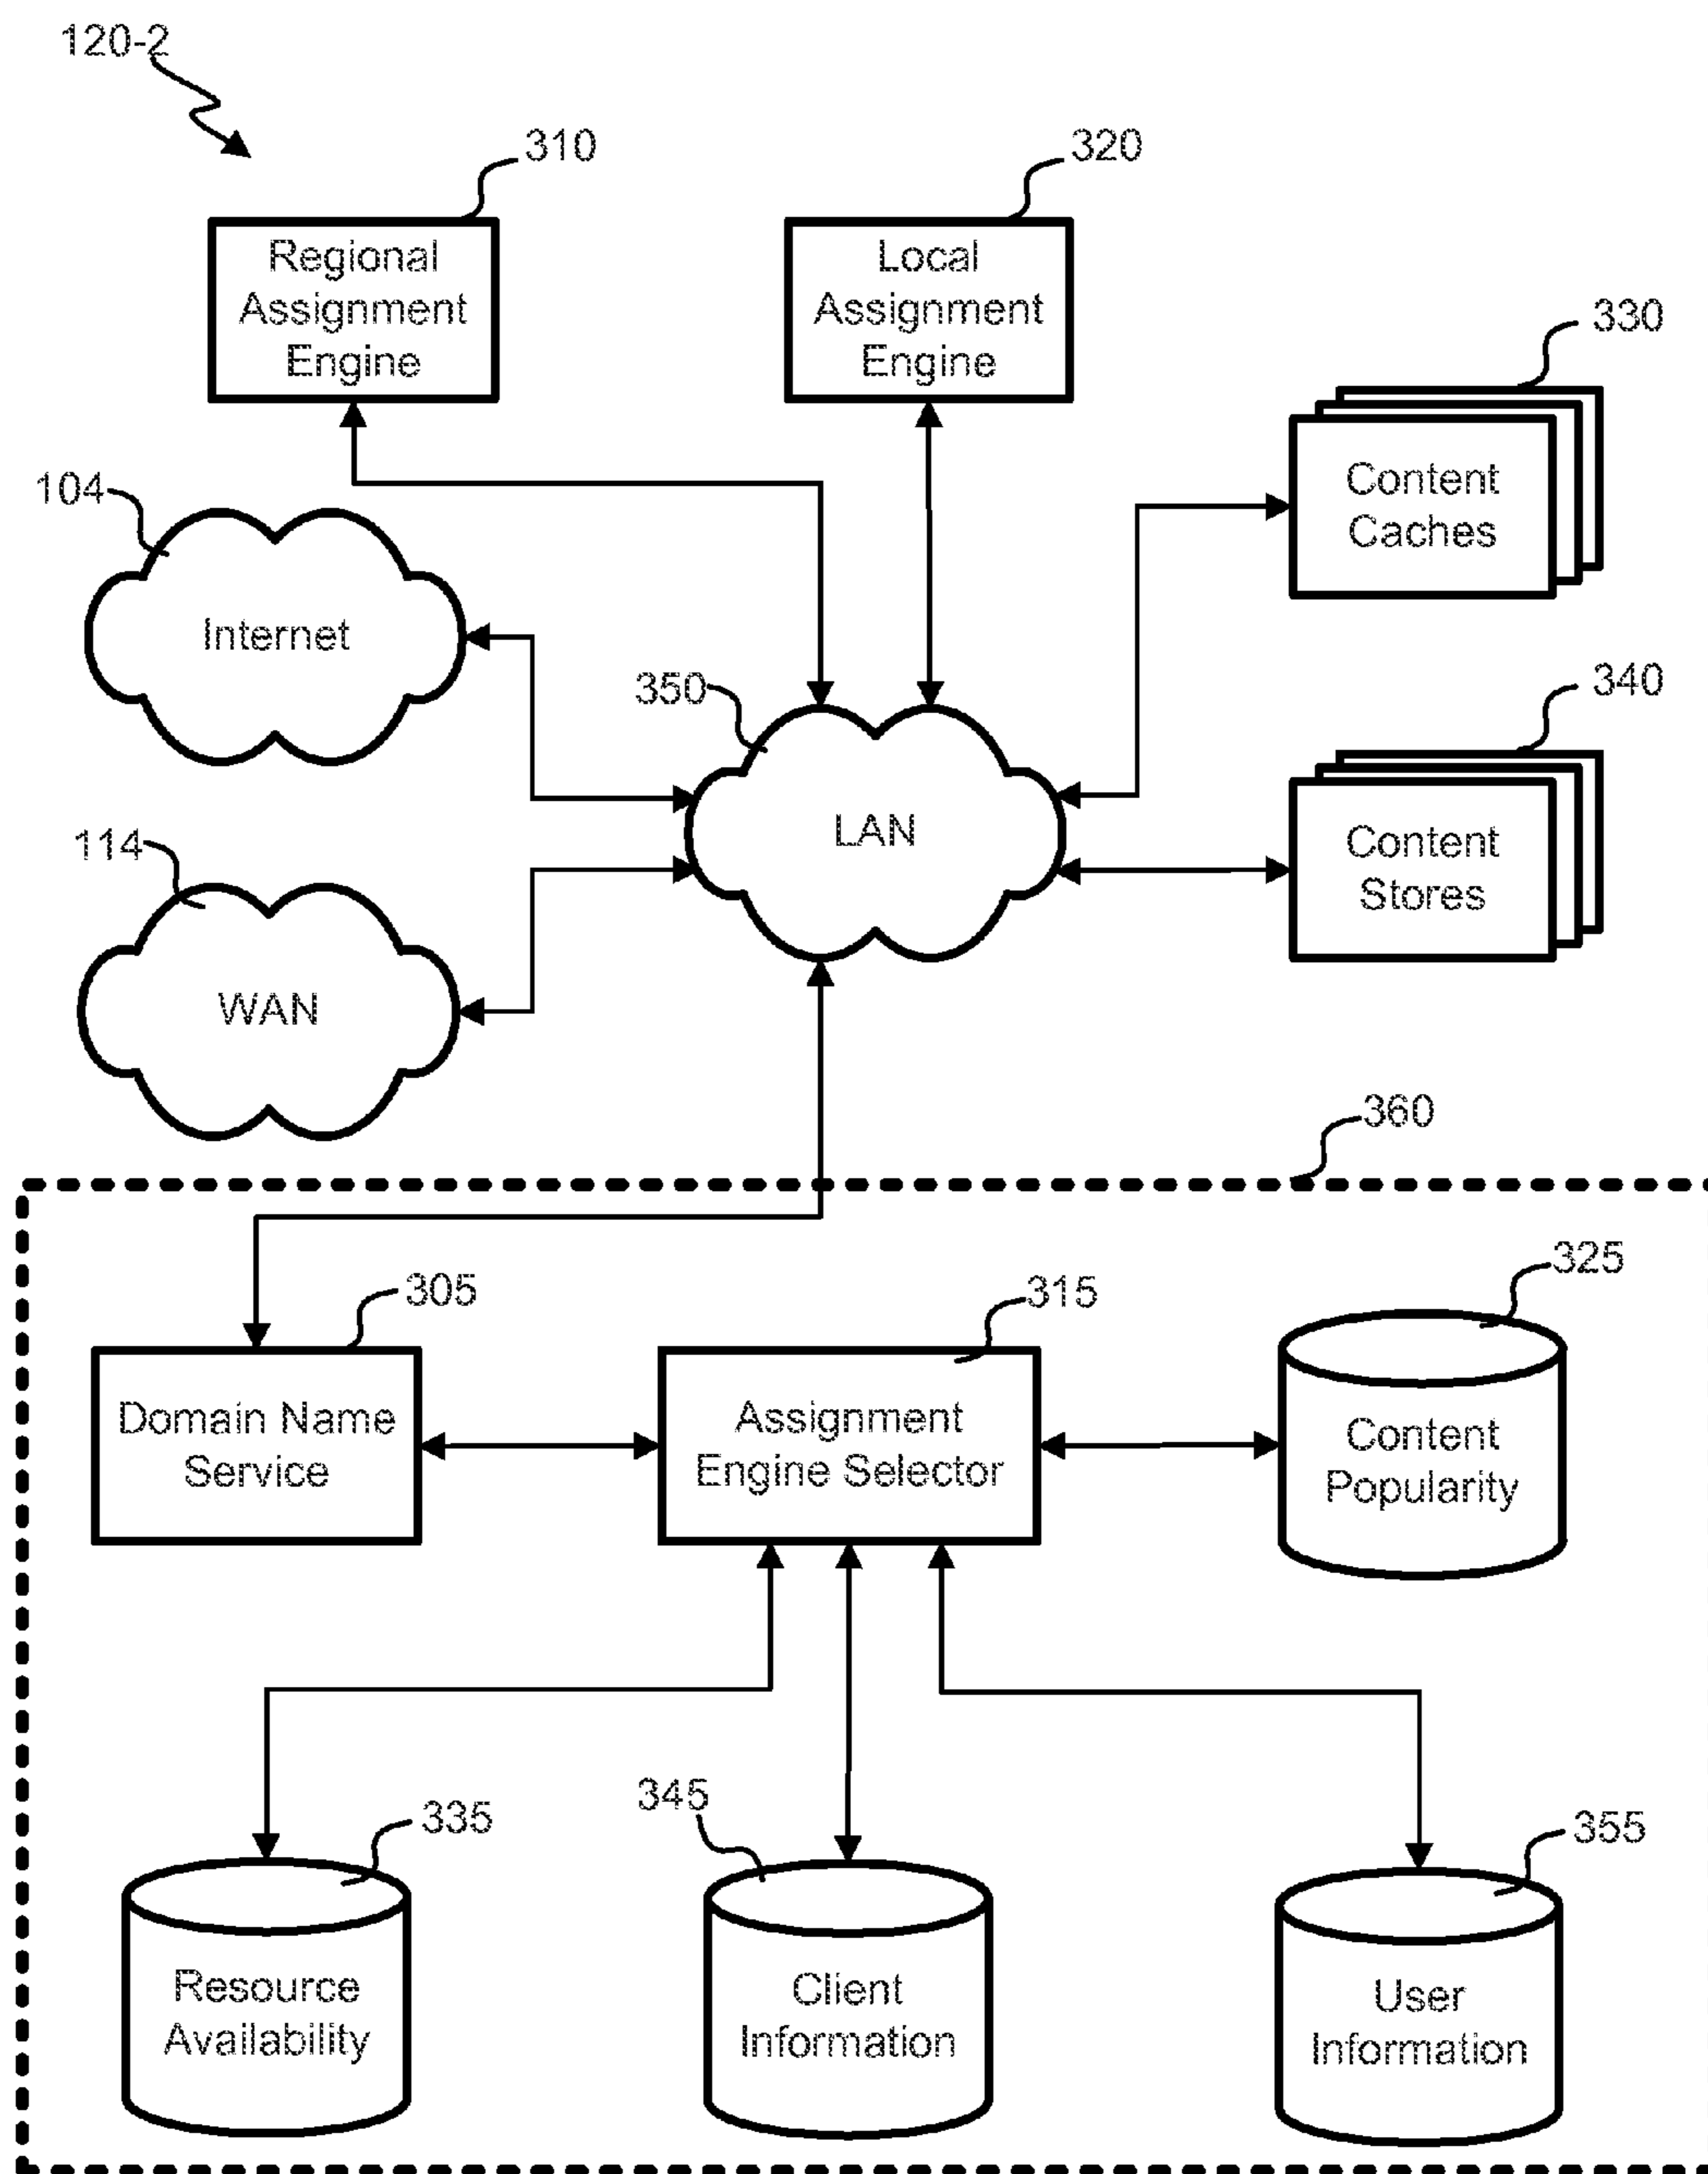 120-2
310
320
Regional
Assignment
Engine
Local
Assignment
Engine
330
Content
Caches
104
Internet
350
LAN
340
Content
Stores
114
WAN
360
305
315
325
Domain Name
Service
Assignment
Engine Selector
Content
Popularity
335
345
355
Resource
Availability
Client
Information
User
Information